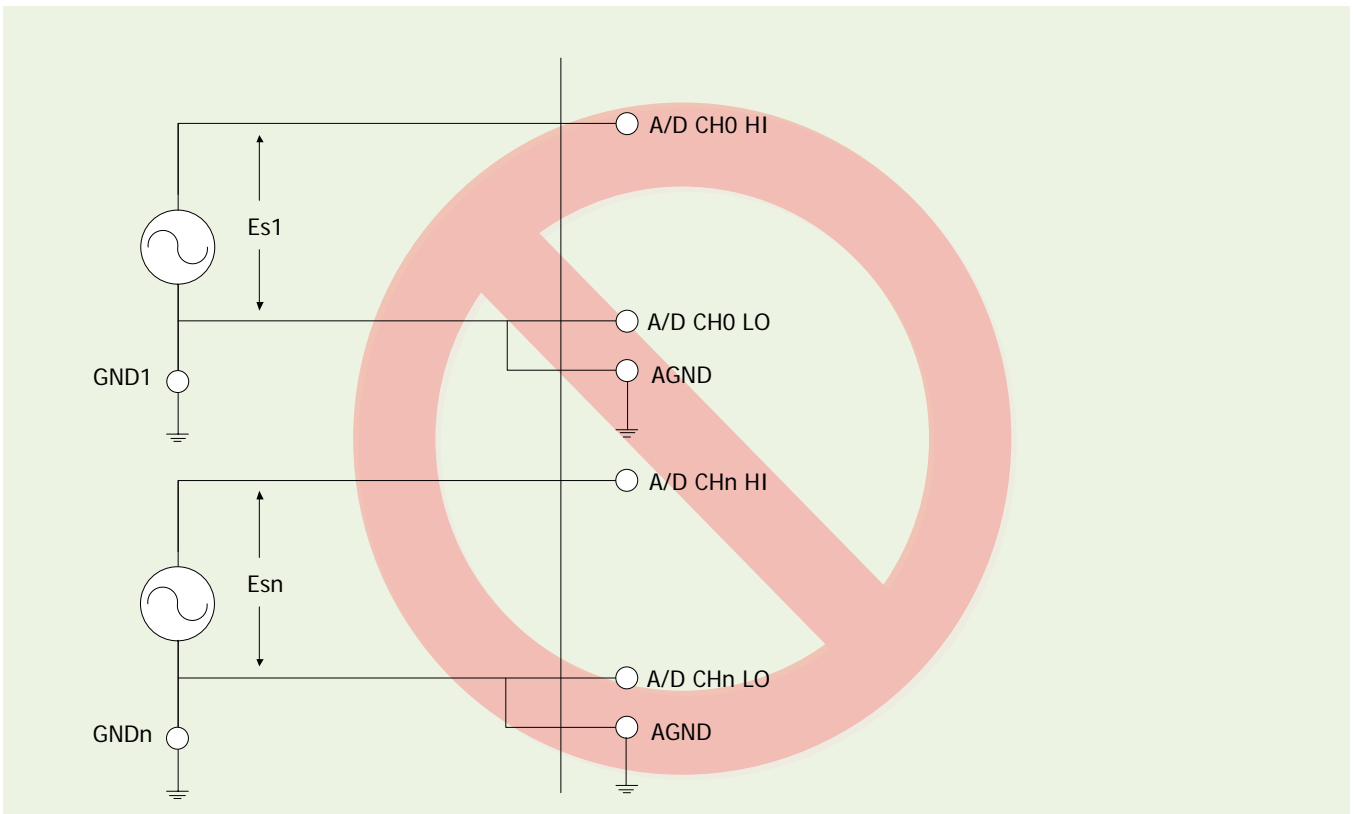 A/D CH0 HI
Es1
A/D CH0 LO
AGND
GND1
A/D CHn HI
Esn
A/D CHn LO
AGND
GNDn